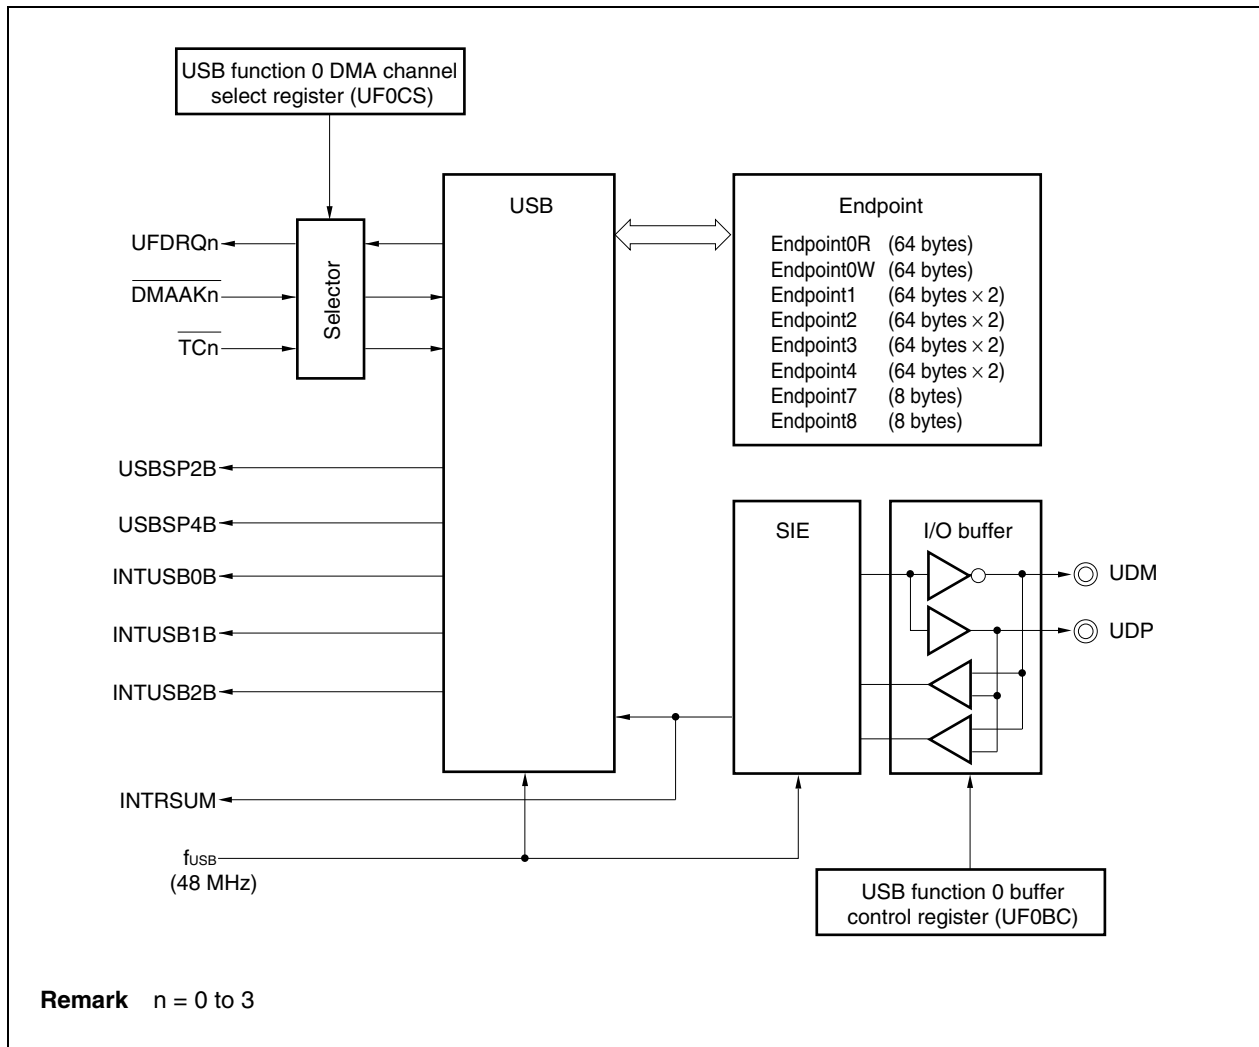 USB function 0 DMA channel
select register (UF0CS)
USB
Endpoint
UFDRQn
DMAAKn
TCn
Selector
Endpoint0R (64 bytes)
Endpoint0W (64 bytes)
Endpoint1 (64 bytes × 2)
Endpoint2 (64 bytes × 2)
Endpoint3 (64 bytes × 2)
Endpoint4 (64 bytes × 2)
Endpoint7 (8 bytes)
Endpoint8 (8 bytes)
USBSP2B
USBSP4B
INTUSB0B
INTUSB1B
INTUSB2B
SIE
I/O buffer
UDM
UDP
INTRSUM
fUSB
(48 MHz)
USB function 0 buffer
control register (UF0BC)
Remark n = 0 to 3